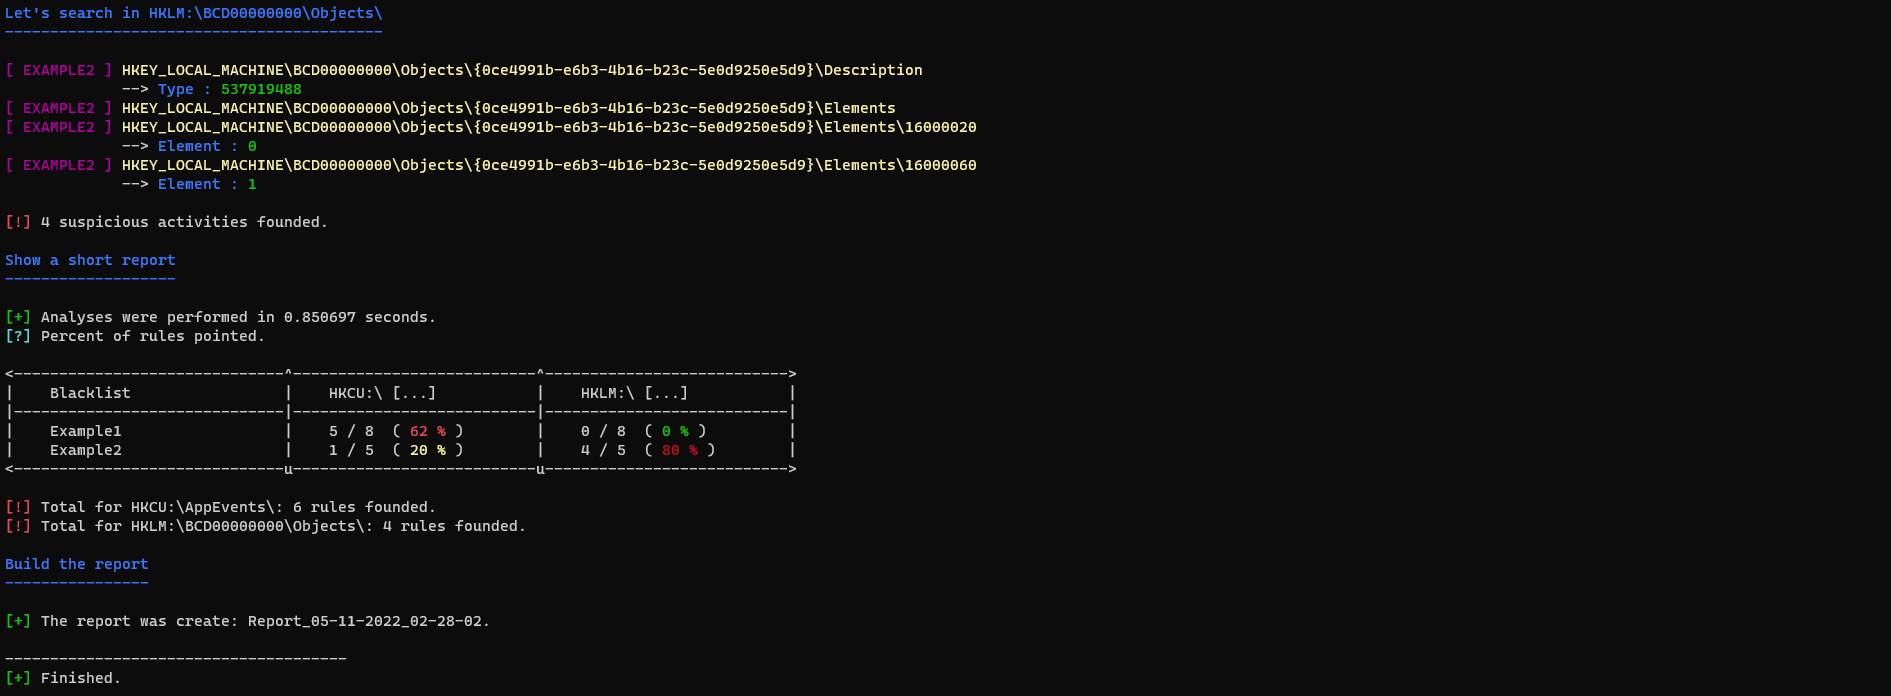 Let's search in HKLM:\BCD00000000\Objects\
------------------------------------------
[ EXAMPLE2 ] HKEY_LOCAL_MACHINE\BCD00000000\Objects\{0ce4991b-e6b3-4b16-b23c-5e0d9250e5d9}\Description
--> Type : 537919488
[ EXAMPLE2 ] HKEY_LOCAL_MACHINE\BCD00000000\Objects\{0ce4991b-e6b3-4b16-b23c-5e0d9250e5d9}\Elements
[ EXAMPLE2 ] HKEY_LOCAL_MACHINE\BCD00000000\Objects\{0ce4991b-e6b3-4b16-b23c-5e0d9250e5d9}\Elements\16000020
--> Element : 0
[ EXAMPLE2 ] HKEY_LOCAL_MACHINE\BCD00000000\Objects\{0ce4991b-e6b3-4b16-b23c-5e0d9250e5d9}\Elements\16000060
--> Element : 1
[!] 4 suspicious activities founded.
Show a short report
-------------------
[+] Analyses were performed in 0.850697 seconds.
[?] Percent of rules pointed.
<------------------------------^---------------------------^--------------------------->
|    Blacklist                 |    HKCU:\ [...]           |    HKLM:\ [...]           |
|------------------------------|---------------------------|---------------------------|
|    Example1                  |    5 / 8  ( 62 % )        |    0 / 8  ( 0 % )         |
|    Example2                  |    1 / 5  ( 20 % )        |    4 / 5  ( 80 % )        |
<------------------------------u---------------------------u--------------------------->
[!] Total for HKCU:\AppEvents\: 6 rules founded.
[!] Total for HKLM:\BCD00000000\Objects\: 4 rules founded.
Build the report
----------------
[+] The report was create: Report_05-11-2022_02-28-02.
--------------------------------------
[+] Finished.